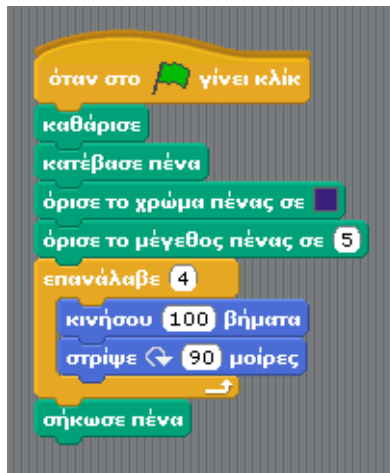 όταν στο γίνει κλίκ
καθάρισε
κατέβασε πένα
όρισε το χρώμα πένας σε
όρισε το μέγεθος πένας σε 5
επανάλαβε 4
κινήσου 100 βήματα
στρίψε 90 μοίρες
σήκωσε πένα